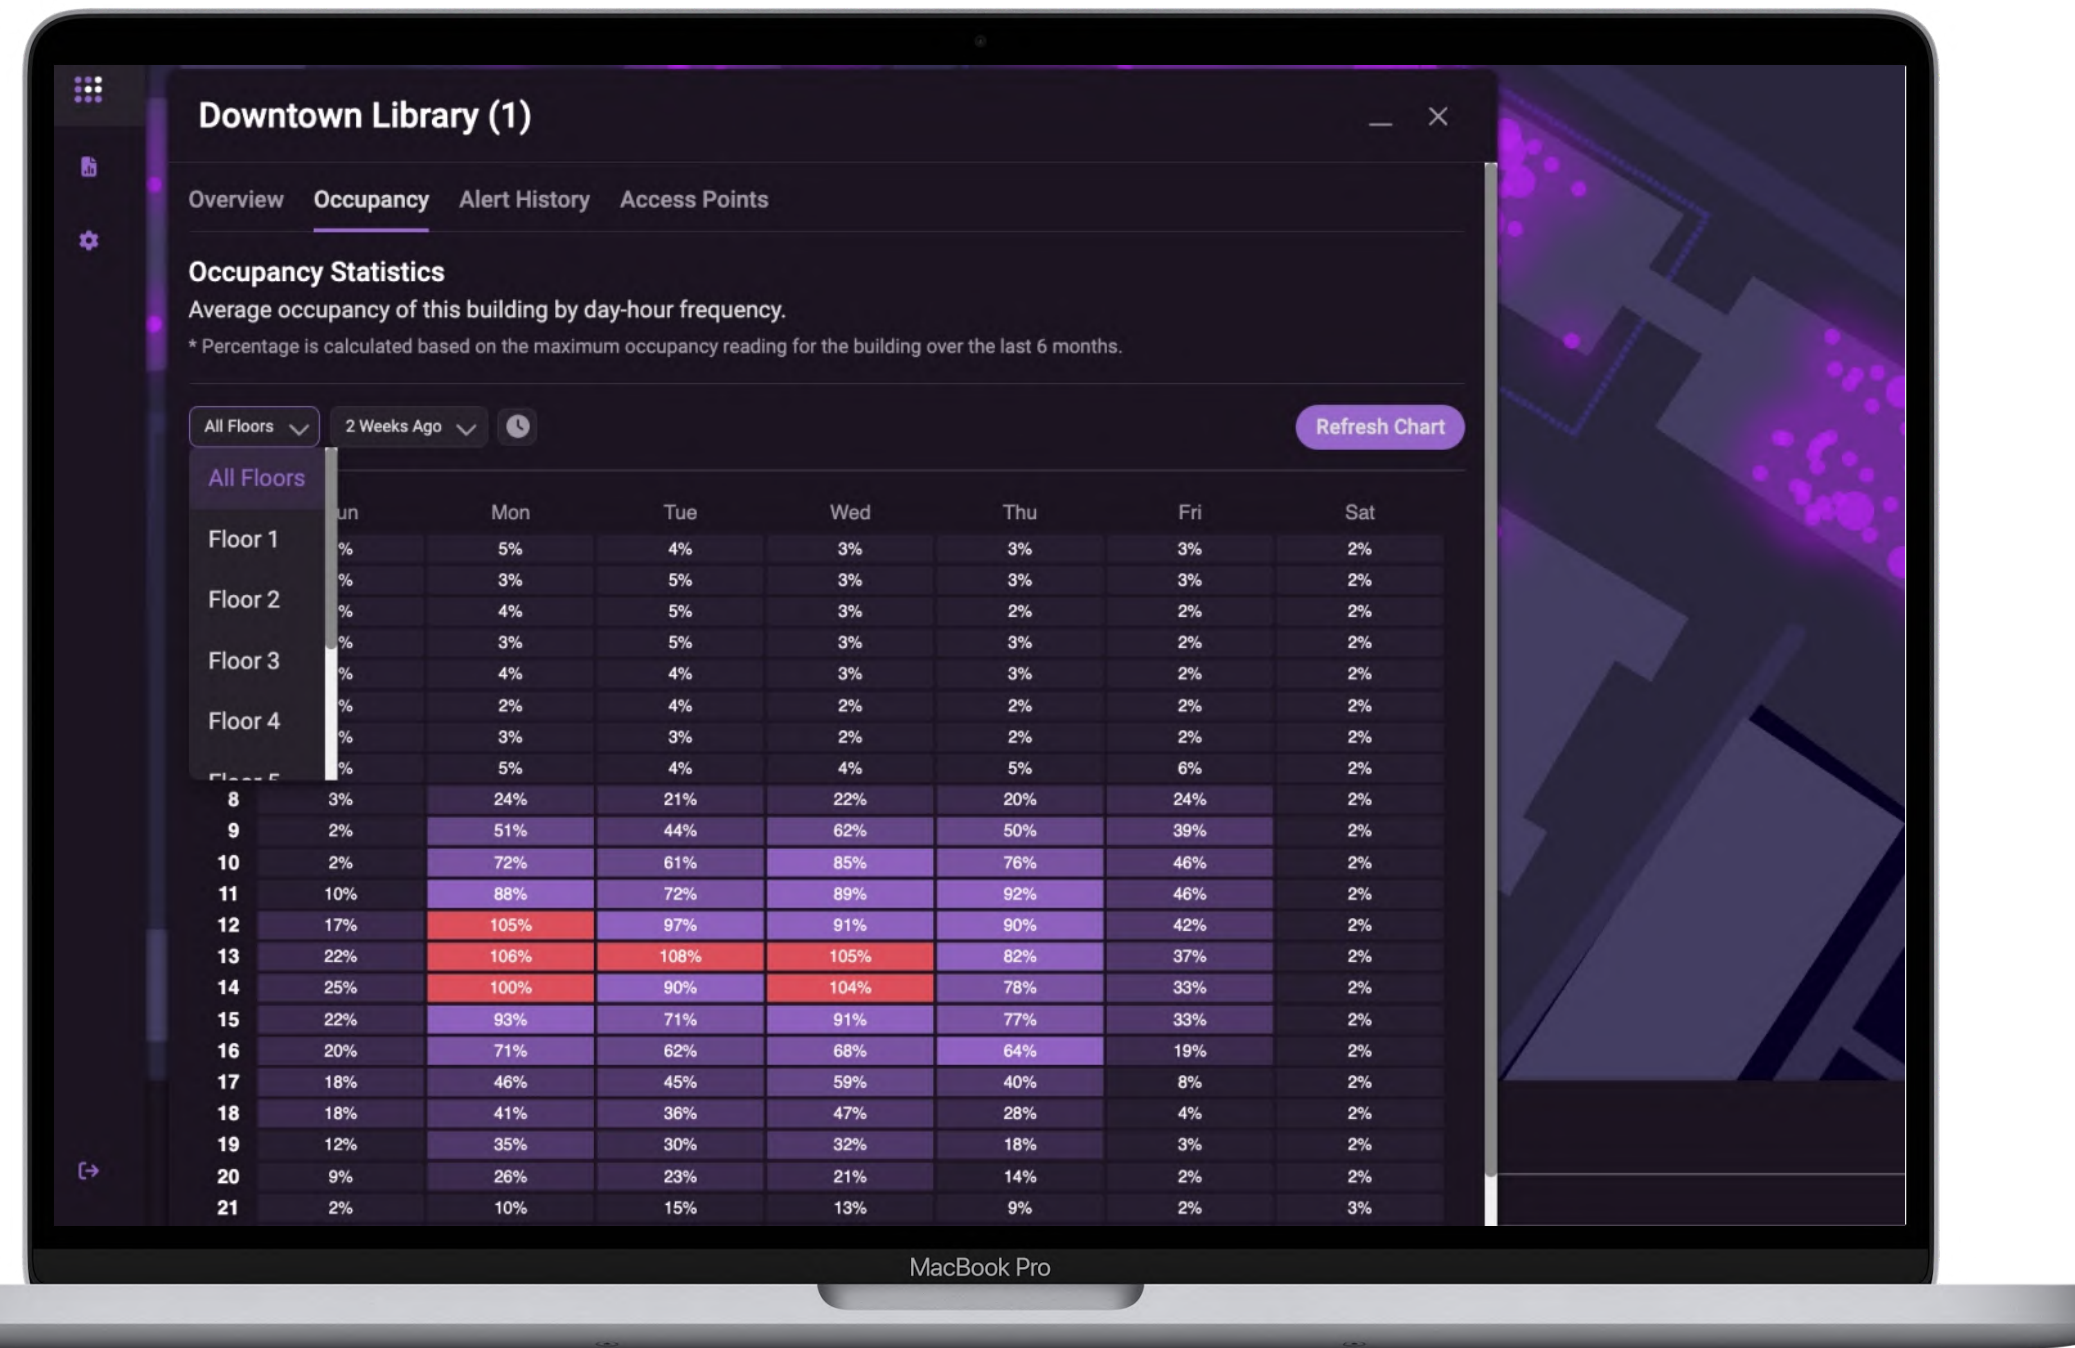 Downtown Library (1)
Overview Occupancy Alert History Access Points
Occupancy Statistics
Average occupancy of this building by day-hour frequency.
* Percentage is calculated based on the maximum occupancy reading for the building over the last 6 months.
All Floors 2 Weeks Ago Refresh Chart
All Floors
Floor 1
Floor 2
Floor 3
Floor 4
Mon Tue Wed Thu Fri Sat
% 5% 4% 3% 3% 3% 2%
% 3% 5% 3% 3% 3% 2%
% 4% 5% 3% 2% 2% 2%
% 3% 5% 3% 3% 2% 2%
% 4% 4% 3% 3% 2% 2%
% 2% 4% 2% 2% 2% 2%
% 3% 3% 2% 2% 2% 2%
% 5% 4% 4% 5% 6% 2%
8 3% 24% 21% 22% 20% 24% 2%
9 2% 51% 44% 62% 50% 39% 2%
10 2% 72% 61% 85% 76% 46% 2%
11 10% 88% 72% 89% 92% 46% 2%
12 17% 105% 97% 91% 90% 42% 2%
13 22% 106% 108% 105% 82% 37% 2%
14 25% 100% 90% 104% 78% 33% 2%
15 22% 93% 71% 91% 77% 33% 2%
16 20% 71% 62% 68% 64% 19% 2%
17 18% 46% 45% 59% 40% 8% 2%
18 18% 41% 36% 47% 28% 4% 2%
19 12% 35% 30% 32% 18% 3% 2%
20 9% 26% 23% 21% 14% 2% 2%
21 2% 10% 15% 13% 9% 2% 3%
MacBook Pro